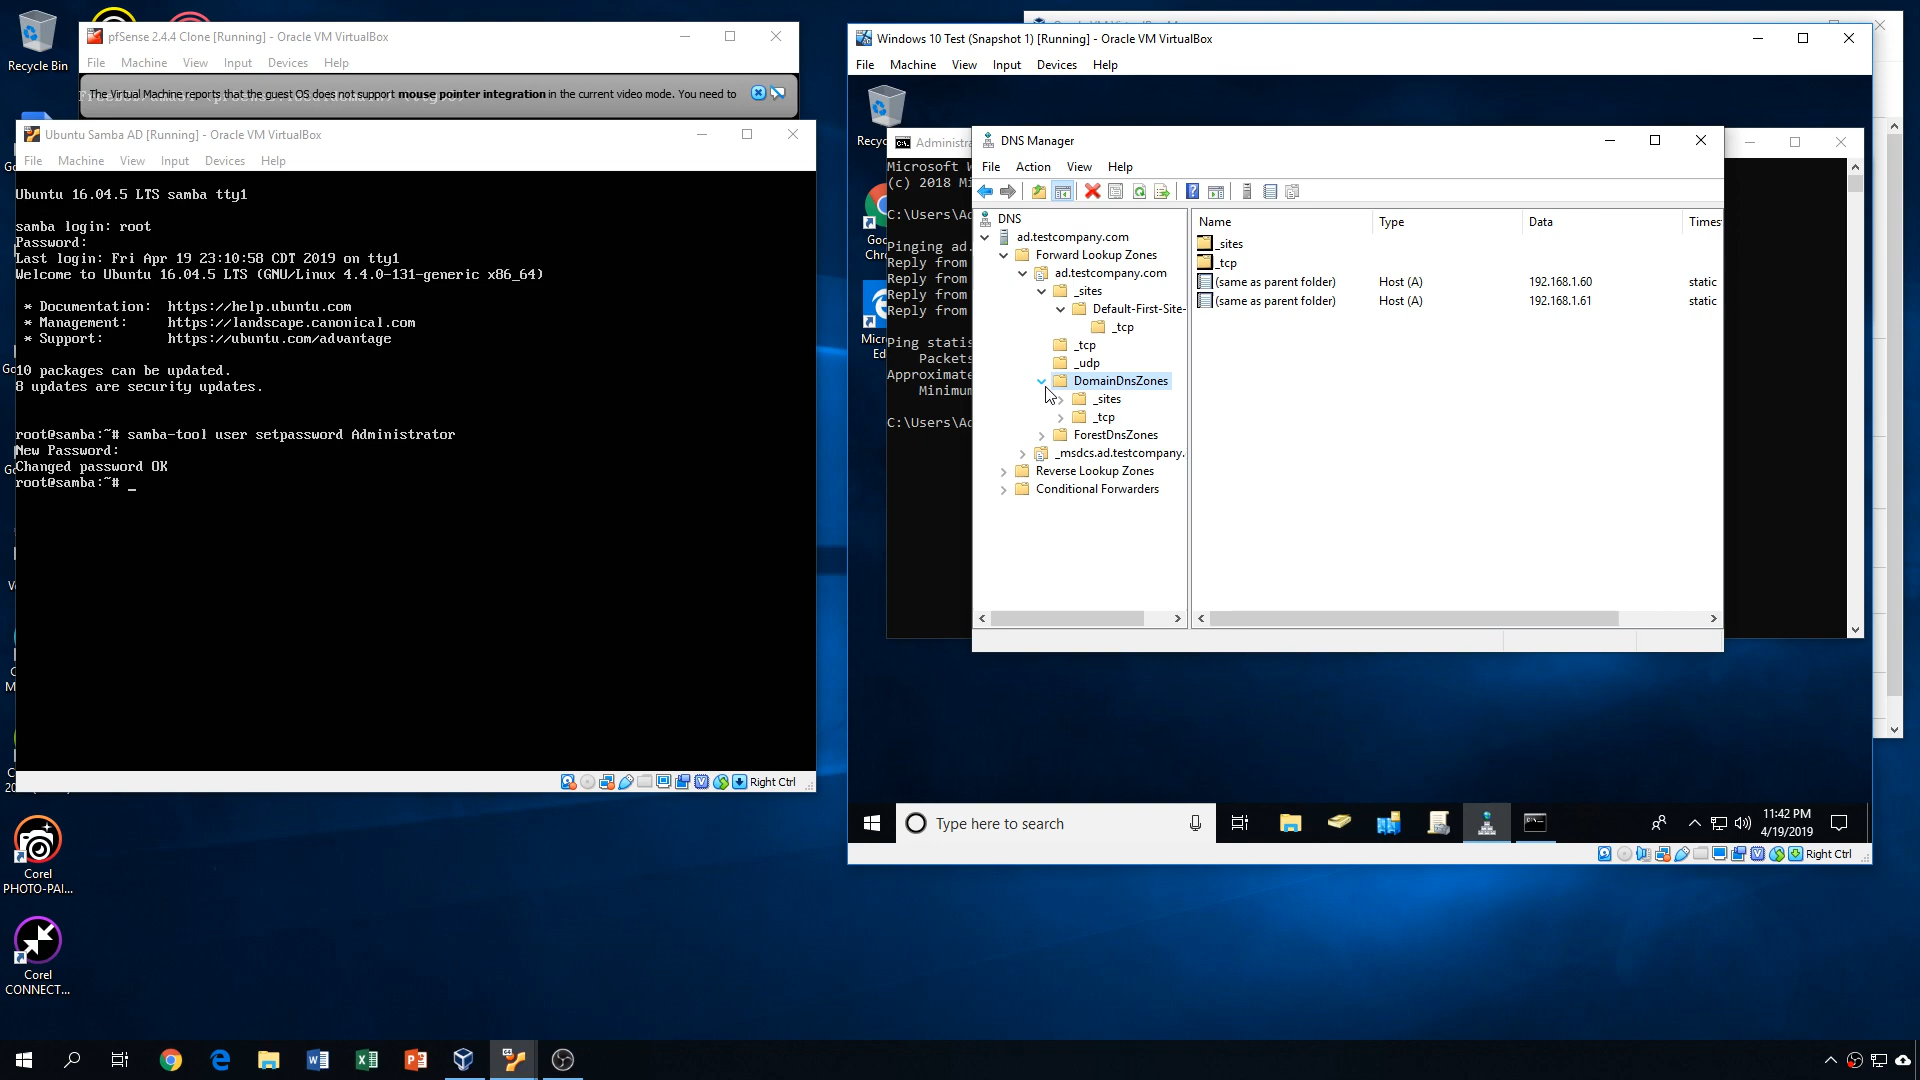 Recycle Bin
pfSense 2.4.4 Clone [Running] - Oracle VM VirtualBox
File Machine View Input Devices Help
The Virtual Machine reports that the guest OS does not support mouse pointer integration in the current video mode. You need to
Ubuntu Samba AD [Running] - Oracle VM VirtualBox
File Machine View Input Devices Help
Ubuntu 16.04.5 LTS samba tty1
samba login: root
Password:
Last login: Fri Apr 19 23:10:58 CDT 2019 on tty1
Welcome to Ubuntu 16.04.5 LTS (GNU/Linux 4.4.0-131-generic x86_64)
* Documentation: https://help.ubuntu.com
* Management: https://landscape.canonical.com
* Support: https://ubuntu.com/advantage
10 packages can be updated.
8 updates are security updates.
root@samba:~# samba-tool user setpassword Administrator
New Password:
Changed password OK
root@samba:~# _
Right Ctrl
Corel
PHOTO-PAI...
Corel
CONNECT...
Windows 10 Test (Snapshot 1) [Running] - Oracle VM VirtualBox
File Machine View Input Devices Help
Recyc
Administra
Microsoft W
(c) 2018 Mi
C:\Users\Ad
Pinging ad.
Reply from
Reply from
Reply from
Reply from
Ping statis
Packets
Approximate
Minimum
C:\Users\Ad
Goo
Chro
Micr
Ed
DNS Manager
File Action View Help
DNS
ad.testcompany.com
Forward Lookup Zones
ad.testcompany.com
_sites
Default-First-Site-
_tcp
_tcp
_udp
DomainDnsZones
_sites
_tcp
ForestDnsZones
_msdcs.ad.testcompany.
Reverse Lookup Zones
Conditional Forwarders
Name Type Data Times
_sites
_tcp
(same as parent folder) Host (A) 192.168.1.60 static
(same as parent folder) Host (A) 192.168.1.61 static
Type here to search
11:42 PM
4/19/2019
Right Ctrl